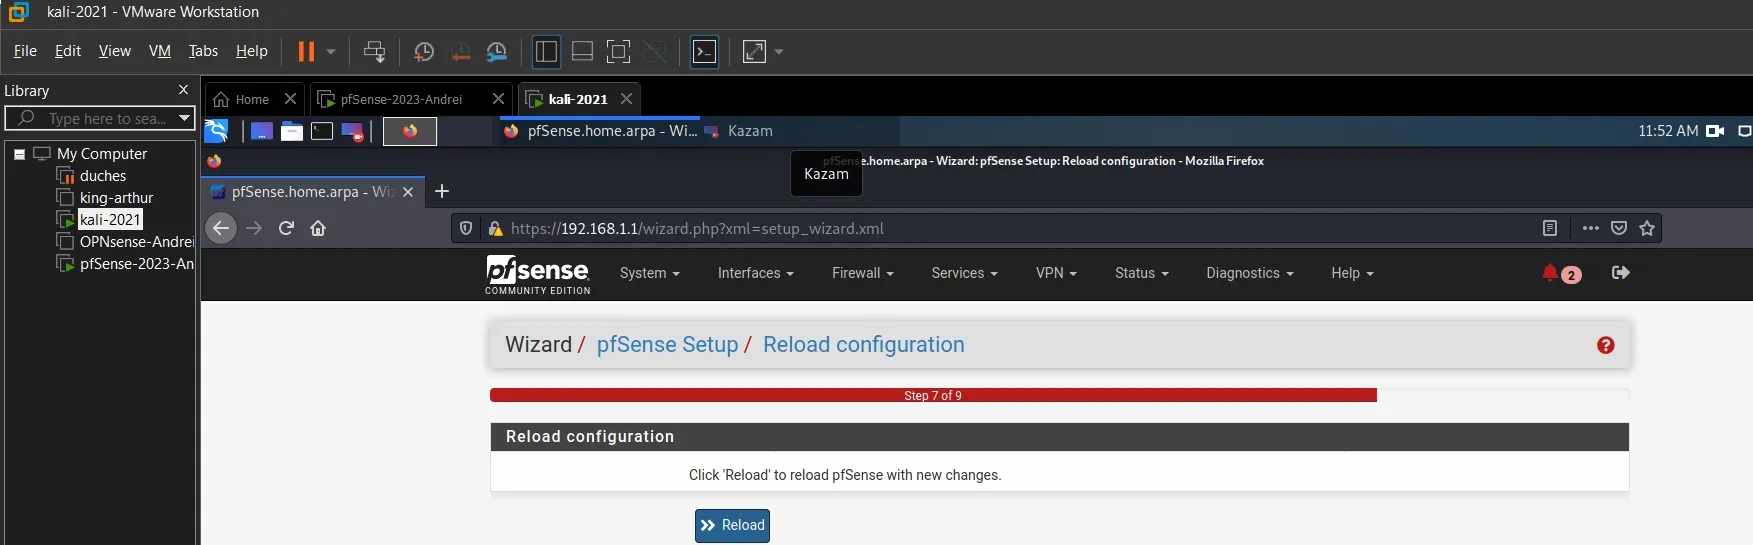 kali-2021 - VMware Workstation
File Edit View VM Tabs Help
Library
Type here to sea...
My Computer
duches
king-arthur
kali-2021
OPNsense-Andrei
pfSense-2023-An
Home pfSense-2023-Andrei kali-2021
pfSense.home.arpa - Wi... Kazam 11:52 AM
pfSense.home.arpa - Wizard: pfSense Setup: Reload configuration - Mozilla Firefox
Kazam
pfSense.home.arpa - Wi
https://192.168.1.1/wizard.php?xml=setup_wizard.xml
pfsense System Interfaces Firewall Services VPN Status Diagnostics Help 2
COMMUNITY EDITION
Wizard / pfSense Setup / Reload configuration
Step 7 of 9
Reload configuration
Click 'Reload' to reload pfSense with new changes.
Reload